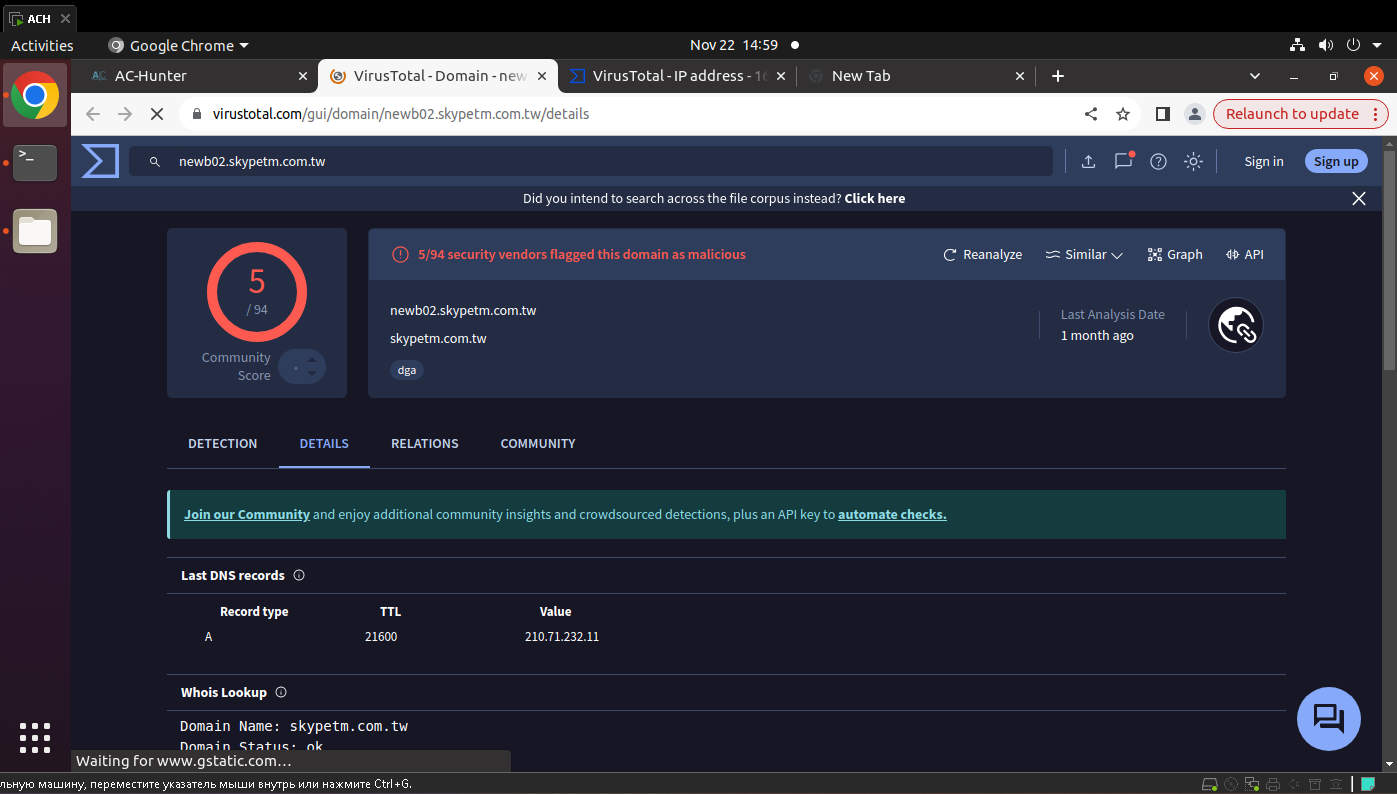 ACH
Activities
Google Chrome
Nov 22 14:59
AC-Hunter
VirusTotal - Domain - new
VirusTotal - IP address - 16
New Tab
virustotal.com/gui/domain/newb02.skypetm.com.tw/details
Relaunch to update
newb02.skypetm.com.tw
Sign in
Sign up
Did you intend to search across the file corpus instead? Click here
5
/ 94
Community
Score
5/94 security vendors flagged this domain as malicious
Reanalyze
Similar
Graph
API
newb02.skypetm.com.tw
skypetm.com.tw
dga
Last Analysis Date
1 month ago
DETECTION
DETAILS
RELATIONS
COMMUNITY
Join our Community and enjoy additional community insights and crowdsourced detections, plus an API key to automate checks.
Last DNS records
Record type TTL Value
A 21600 210.71.232.11
Whois Lookup
Domain Name: skypetm.com.tw
Domain Status: ok
Waiting for www.gstatic.com…
льную машину, переместите указатель мыши внутрь или нажмите Ctrl+G.